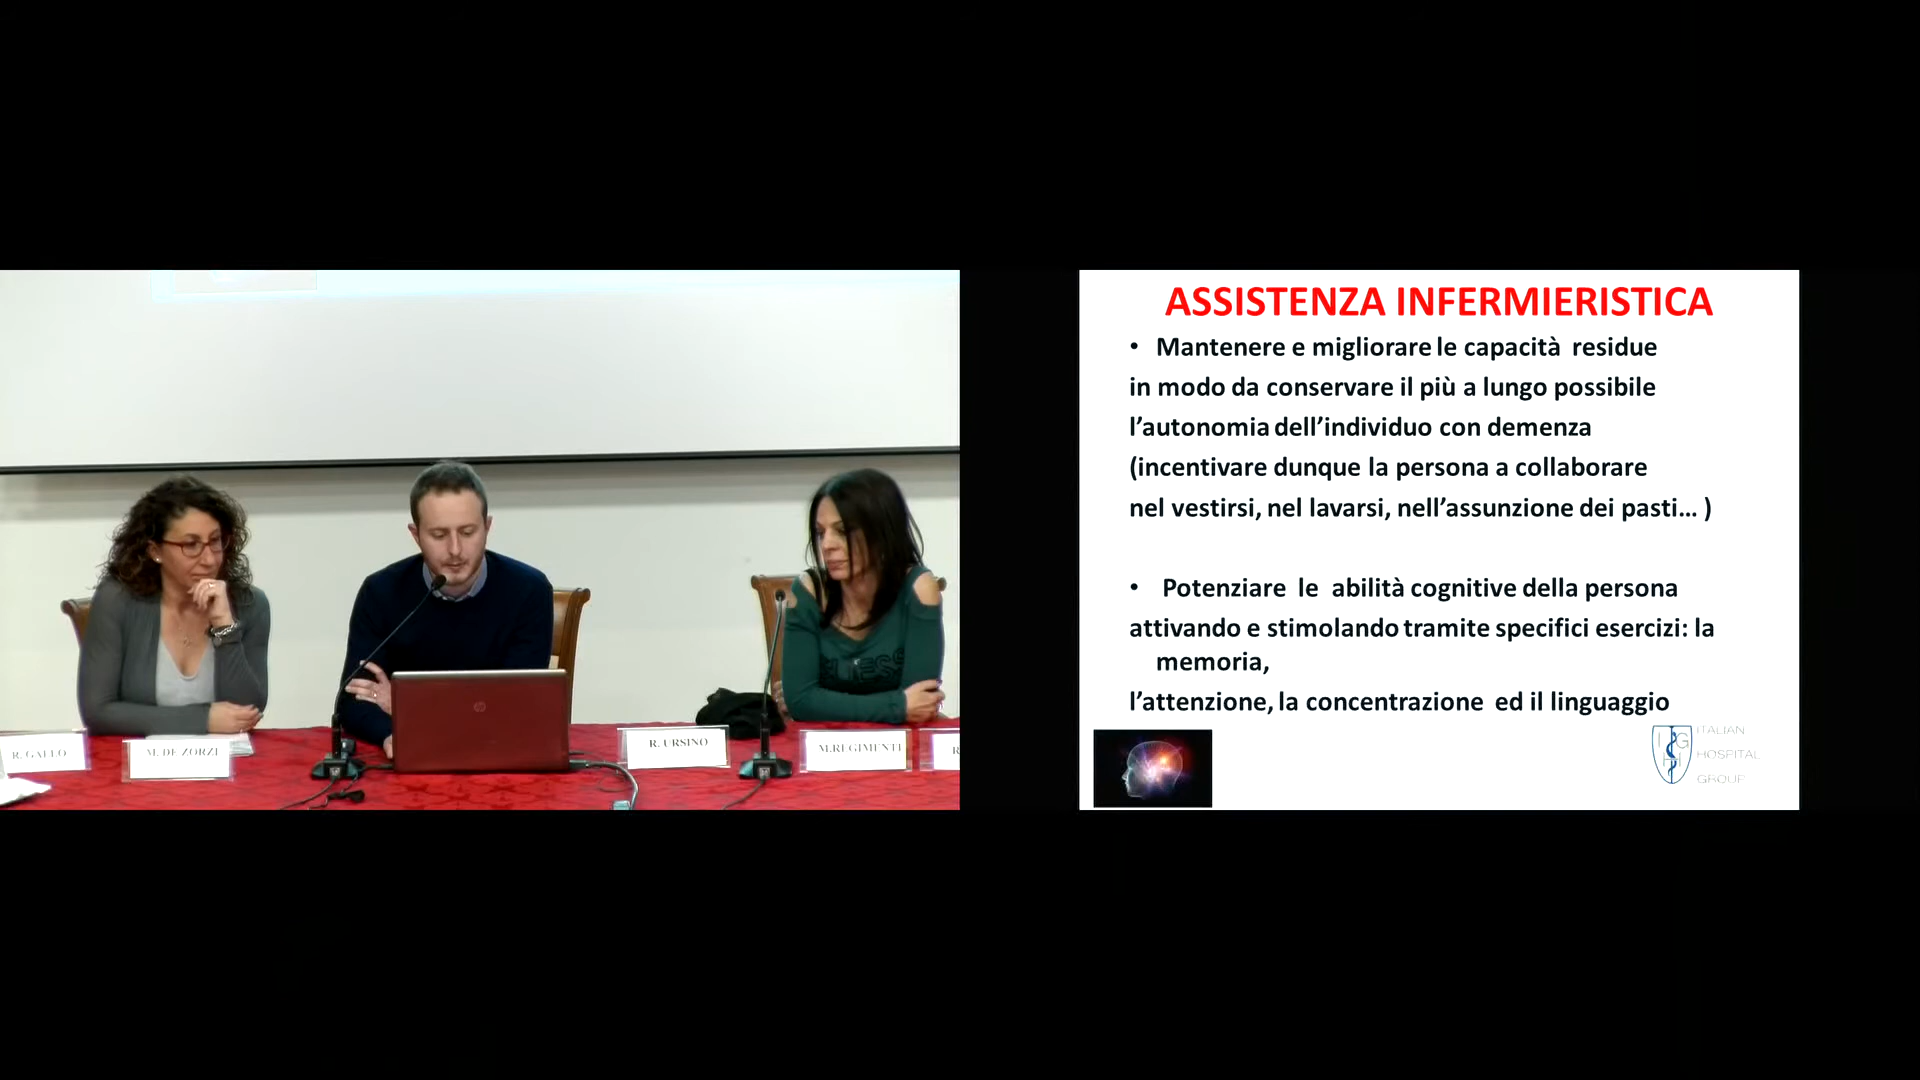 ASSISTENZA INFERMIERISTICA
• Mantenere e migliorare le capacità residue
in modo da conservare il più a lungo possibile
l’autonomia dell’individuo con demenza
(incentivare dunque la persona a collaborare
nel vestirsi, nel lavarsi, nell’assunzione dei pasti... )
• Potenziare le abilità cognitive della persona
attivando e stimolando tramite specifici esercizi: la
memoria,
l’attenzione, la concentrazione ed il linguaggio
I G
H
ITALIAN
HOSPITAL
GROUP
R. GALLO
M. DE ZORZI
R. URSINO
M.REGIMENTI
R
hp